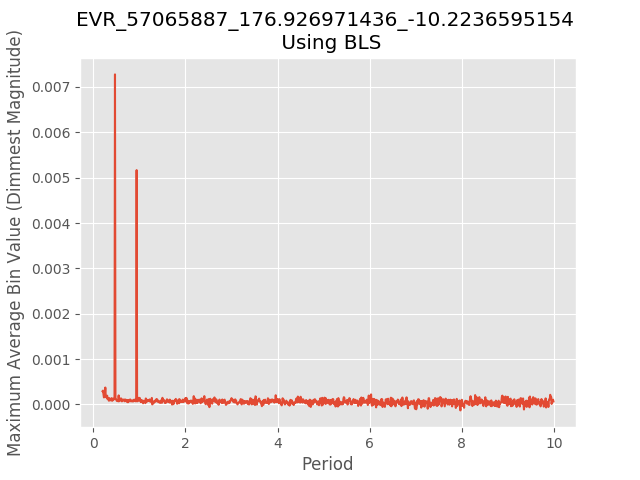 EVR_57065887_176.926971436_-10.2236595154
Using BLS
Maximum Average Bin Value (Dimmest Magnitude)
0.007
0.006
0.005
0.004
0.003
0.002
0.001
0.000
0 2 4 6 8 10
Period